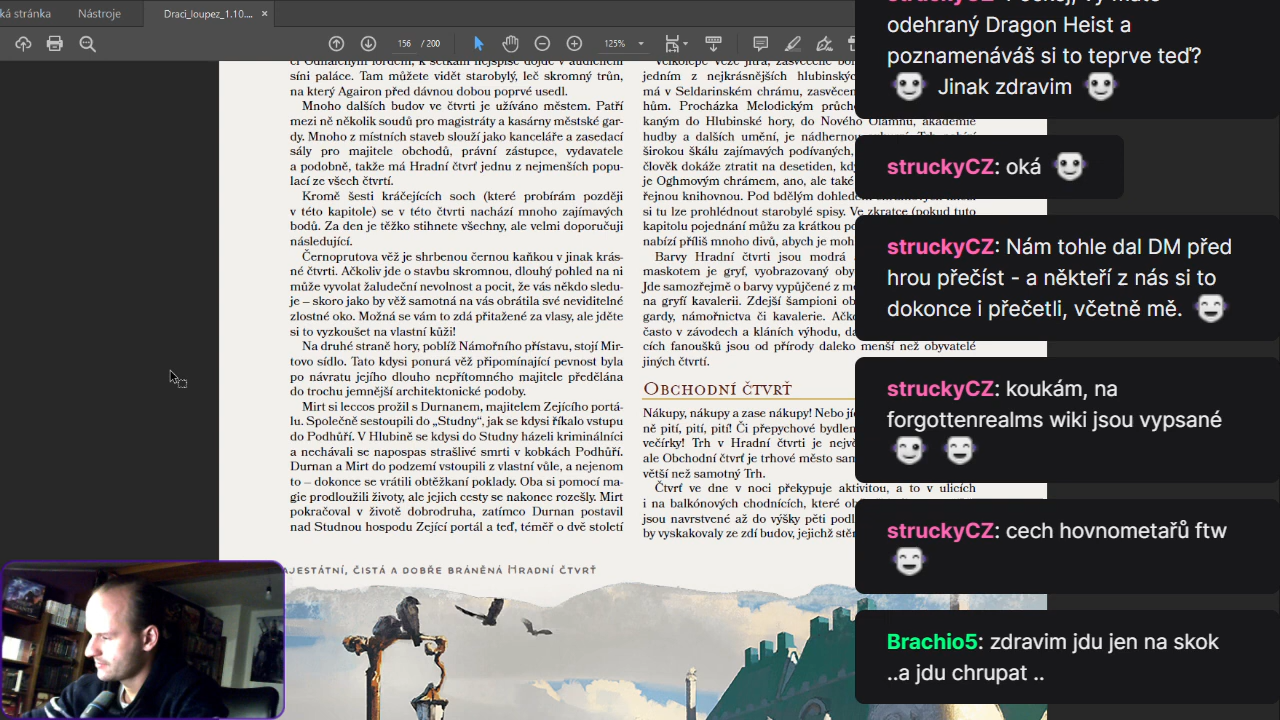 ká stránka
Nástroje
Draci_loupez_1.10....
×
156 / 200
125%
síni paláce. Tam můžete vidět starobylý, leč skromný trůn,
na který Agairon před dávnou dobou poprvé usedl.
Mnoho dalších budov ve čtvrti je užíváno městem. Patří
mezi ně několik soudů pro magistráty a kasárny městské gar-
dy. Mnoho z místních staveb slouží jako kanceláře a zasedací
sály pro majitele obchodů, právní zástupce, vydavatele
a podobně, takže má Hradní čtvrť jednu z nejmenších popu-
lací ze všech čtvrtí.
Kromě šesti kráčejících soch (které probírám později
v této kapitole) se v této čtvrti nachází mnoho zajímavých
bodů. Za den je těžko stihnete všechny, ale velmi doporučuji
následující.
Černoprutova věž je shrbenou černou kaňkou v jinak krás-
né čtvrti. Ačkoliv jde o stavbu skromnou, dlouhý pohled na ni
může vyvolat žaludeční nevolnost a pocit, že vás někdo sledu-
je – skoro jako by věž samotná na vás obrátila své neviditelné
zlostné oko. Možná se vám to zdá přitažené za vlasy, ale jděte
si to vyzkoušet na vlastní kůži!
Na druhé straně hory, poblíž Námořního přístavu, stojí Mir-
tovo sídlo. Tato kdysi ponurá věž připomínající pevnost byla
po návratu jejího dlouho nepřítomného majitele předělána
do trochu jemnější architektonické podoby.
Mirt si leccos prožil s Durnanem, majitelem Zejícího portá-
lu. Společně sestoupili do „Studny“, jak se kdysi říkalo vstupu
do Podhůří. V Hlubině se kdysi do Studny házeli kriminálníci
a nechávali se napospas strašlivé smrti v kobkách Podhůří.
Durnan a Mirt do podzemí vstoupili z vlastní vůle, a nejenom
to – dokonce se vrátili obtěžkaní poklady. Oba si pomocí ma-
gie prodloužili životy, ale jejich cesty se nakonec rozešly. Mirt
pokračoval v životě dobrodruha, zatímco Durnan postavil
nad Studnou hospodu Zející portál a teď, téměř o dvě století
jedním z nejkrásnějších hlubinských
má v Seldarinském chrámu, zasvěcen
hům. Procházka Melodickým průch
kaným do Hlubinské hory, do Nového Olamnu, akademie
hudby a dalších umění, je nádhernou
širokou škálu zajímavých podívaných,
člověk dokáže ztratit na desetiden, kdy
je Oghmovým chrámem, ano, ale také
řejnou knihovnou. Pod bdělým dohledem
si tu lze prohlédnout starobylé spisy. Ve zkratce (pokud tuto
kapitolu pojednání můžu za krátkou po
nabízí příliš mnoho divů, abych je moh
Barvy Hradní čtvrti jsou modrá
maskotem je gryf, vyobrazovaný oby
Jde samozřejmě o barvy vypůjčené z mě
na gryfí kavalerii. Zdejší šampioni ob
gardy, námořnictva či kavalerie. Ačko
často v závodech a kláních výhodu, da
cích fanoušků jsou od přírody daleko menší než obyvatelé
jiných čtvrtí.
Obchodní čtvrť
Nákupy, nákupy a zase nákupy! Nebo jíd
ně pití, pití, pití! Či přepychové bydlen
večírky! Trh v Hradní čtvrti je nejvě
ale Obchodní čtvrť je trhové město sam
větší než samotný Trh.
Čtvrť ve dne v noci překypuje aktivitou, a to v ulicích
i na balkónových chodnících, které ob
jsou navrstvené až do výšky pěti podl
by vyskakovaly ze zdí budov, jejichž stěn
AJESTÁTNÍ, ČISTÁ A DOBŘE BRÁNĚNÁ HRADNÍ ČTVRŤ
odehraný Dragon Heist a
poznamenáváš si to teprve teď?
Jinak zdravim
struckyCZ: oká
struckyCZ: Nám tohle dal DM před
hrou přečíst - a někteří z nás si to
dokonce i přečetli, včetně mě.
struckyCZ: koukám, na
forgottenrealms wiki jsou vypsané
struckyCZ: cech hovnometařů ftw
Brachio5: zdravim jdu jen na skok
..a jdu chrupat ..